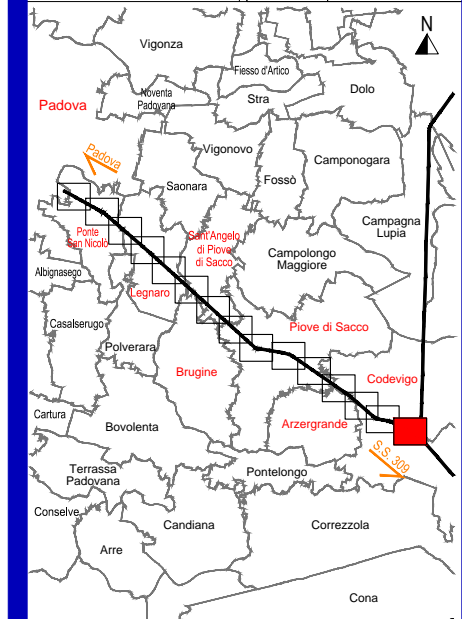 N
Vigonza
Fiesso d'Artico
Dolo
Noventa
Padovana
Stra
Padova
Padova
Vigonovo
Camponogara
Saonara
Fossò
Campagna
Lupia
Ponte
San Nicolò
Sant'Angelo
di Piove
di Sacco
Campolongo
Maggiore
Albignasego
Legnaro
Casalserugo
Piove di Sacco
Polverara
Brugine
Codevigo
Cartura
Bovolenta
Arzergrande
S.S. 309
Terrassa
Padovana
Pontelongo
Conselve
Candiana
Correzzola
Arre
Cona